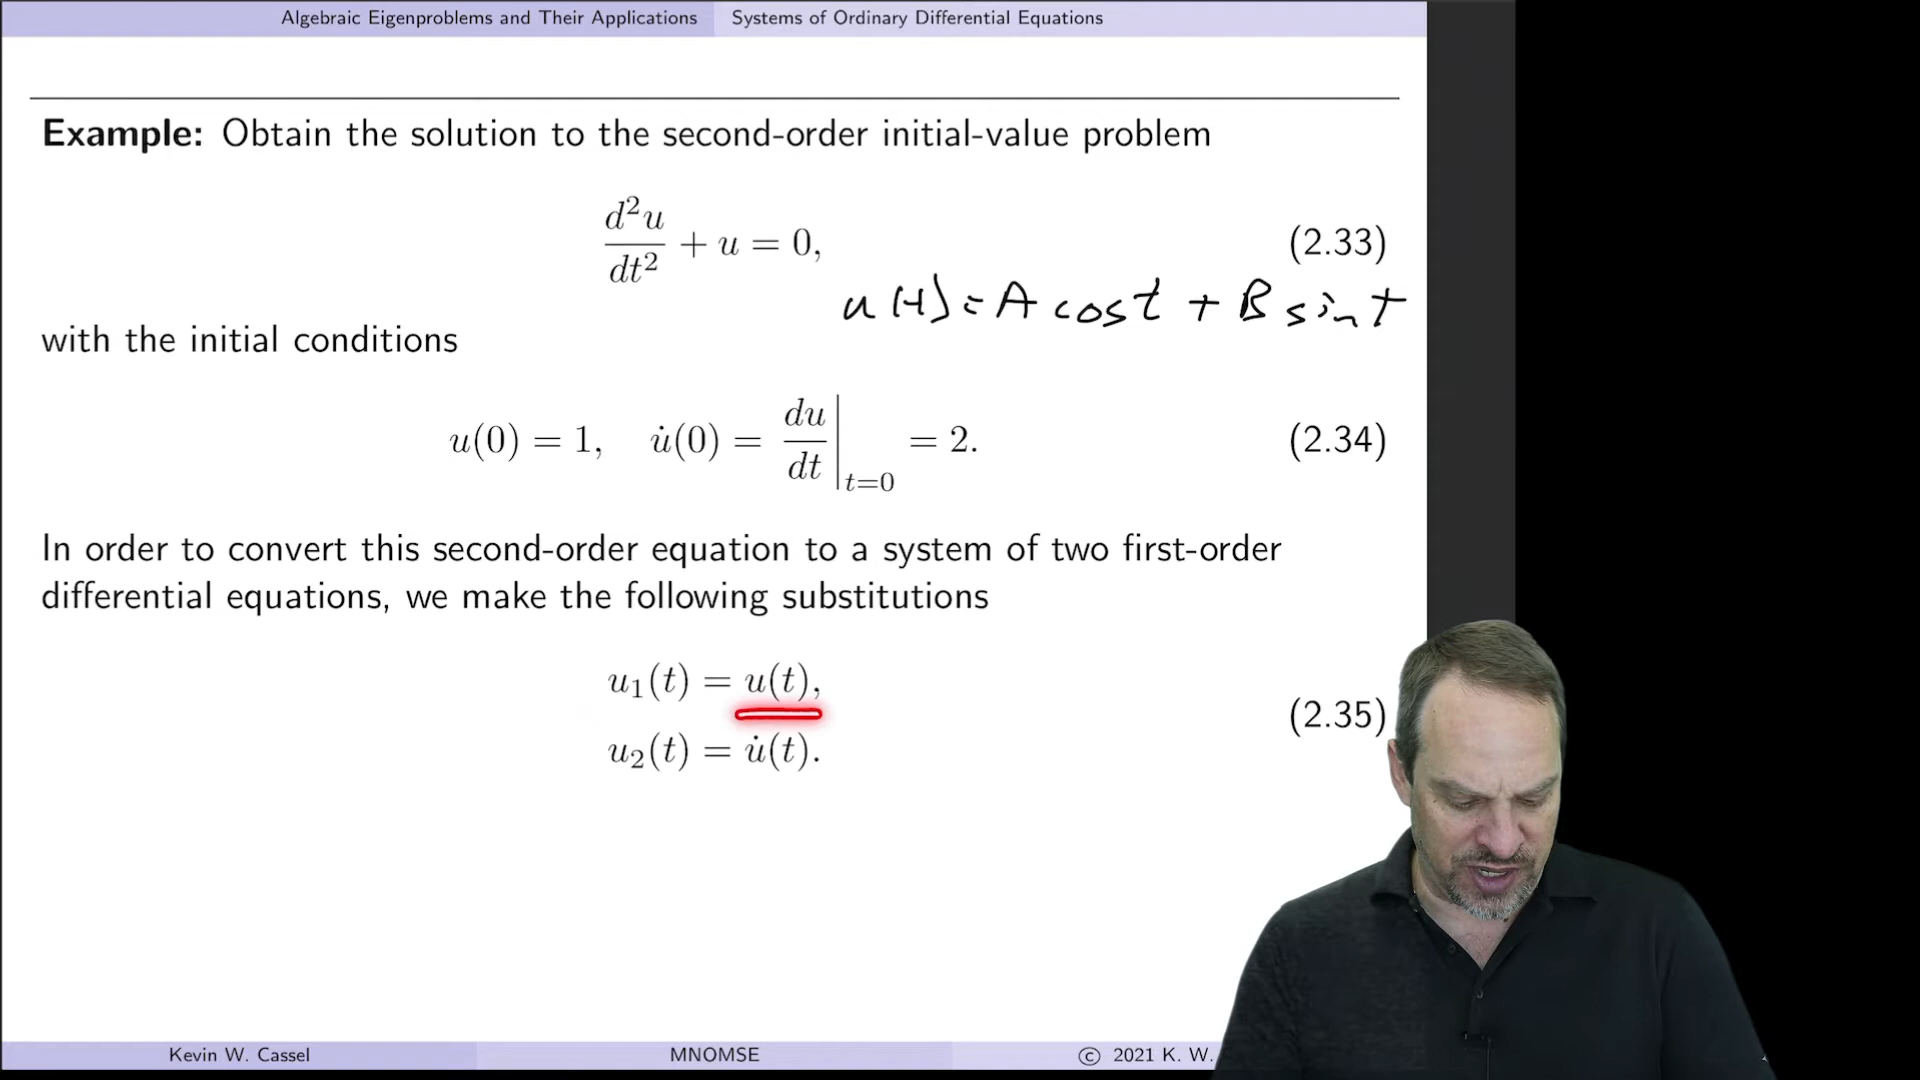 Algebraic Eigenproblems and Their Applications Systems of Ordinary Differential Equations
Example: Obtain the solution to the second-order initial-value problem
d²u/dt² + u = 0, (2.33)
u(t) = A cos t + B sin t
with the initial conditions
u(0) = 1, u̇(0) = du/dt|t=0 = 2. (2.34)
In order to convert this second-order equation to a system of two first-order
differential equations, we make the following substitutions
u₁(t) = u(t),
(2.35)
u₂(t) = u̇(t).
Kevin W. Cassel MNOMSE © 2021 K. W.